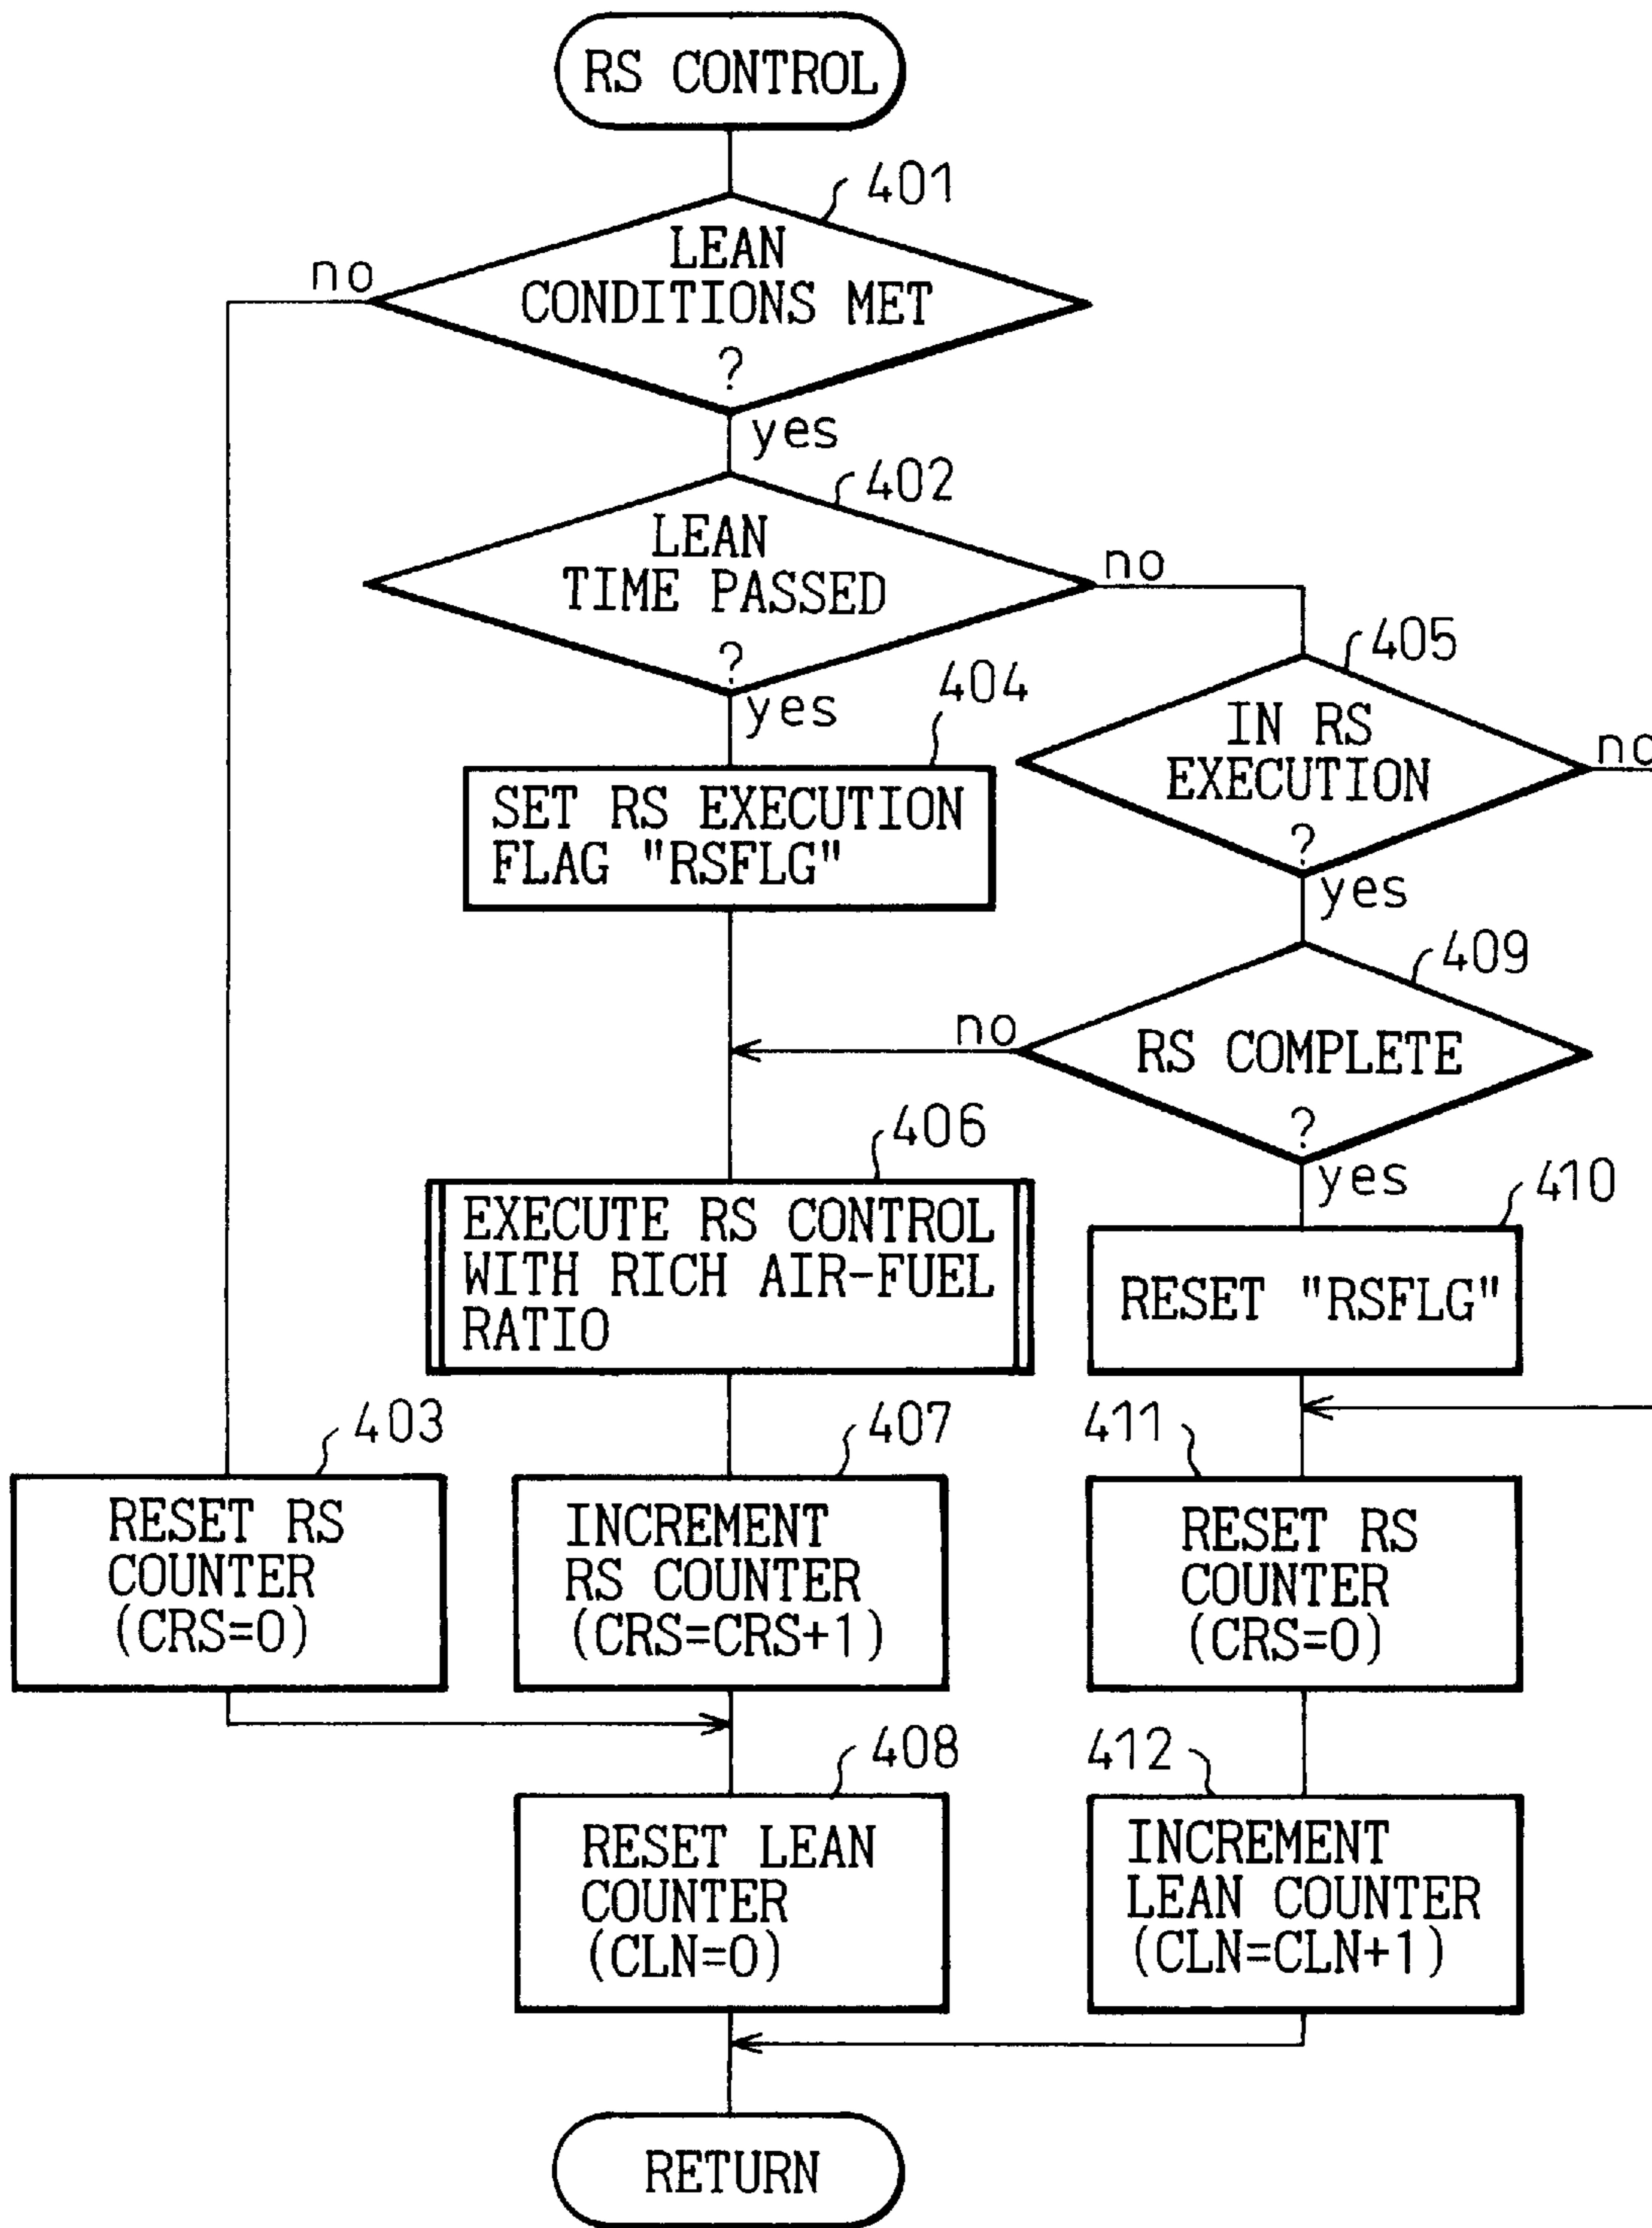 RS CONTROL
401
LEAN
CONDITIONS MET
?
no
yes
402
LEAN
TIME PASSED
?
no
yes
404
405
IN RS
EXECUTION
?
no
yes
SET RS EXECUTION
FLAG "RSFLG"
409
RS COMPLETE
?
no
yes
406
EXECUTE RS CONTROL
WITH RICH AIR-FUEL
RATIO
410
RESET "RSFLG"
403
RESET RS
COUNTER
(CRS=0)
407
INCREMENT
RS COUNTER
(CRS=CRS+1)
411
RESET RS
COUNTER
(CRS=0)
408
RESET LEAN
COUNTER
(CLN=0)
412
INCREMENT
LEAN COUNTER
(CLN=CLN+1)
RETURN